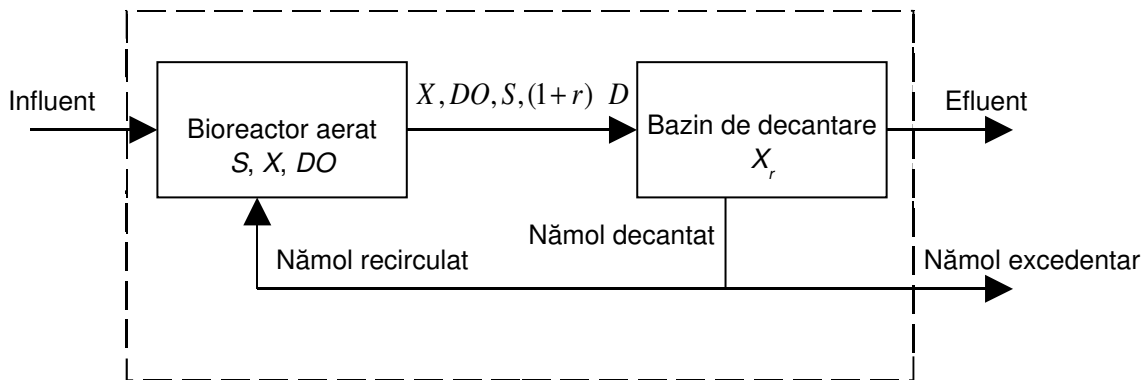 Influent
Bioreactor aerat
S, X, DO
X, DO, S, (1+r) D
Bazin de decantare
X_r
Efluent
Nămol recirculat
Nămol decantat
Nămol excedentar